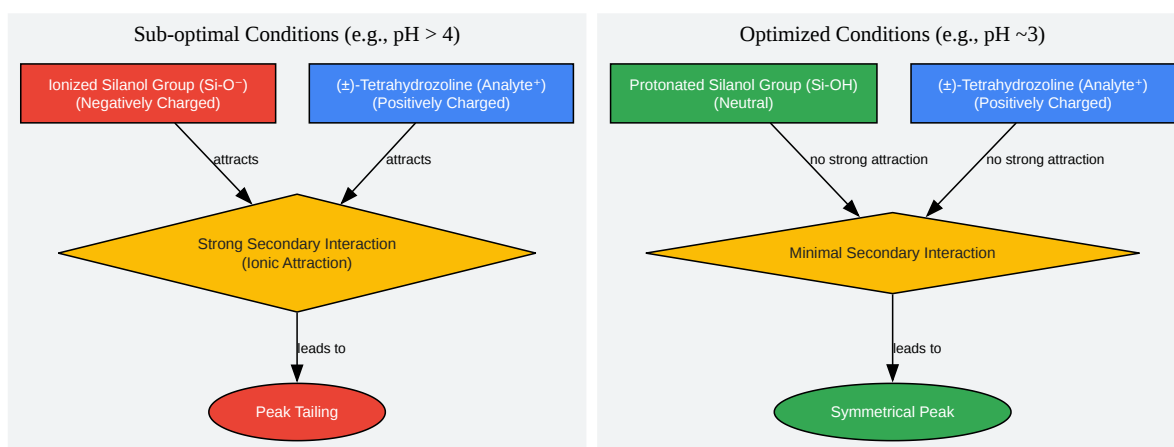 Sub-optimal Conditions (e.g., pH > 4)
Ionized Silanol Group (Si-O⁻)
(Negatively Charged)
(±)-Tetrahydrozoline (Analyte⁺)
(Positively Charged)
attracts
attracts
Strong Secondary Interaction
(Ionic Attraction)
leads to
Peak Tailing
Optimized Conditions (e.g., pH ~3)
Protonated Silanol Group (Si-OH)
(Neutral)
(±)-Tetrahydrozoline (Analyte⁺)
(Positively Charged)
no strong attraction
no strong attraction
Minimal Secondary Interaction
leads to
Symmetrical Peak